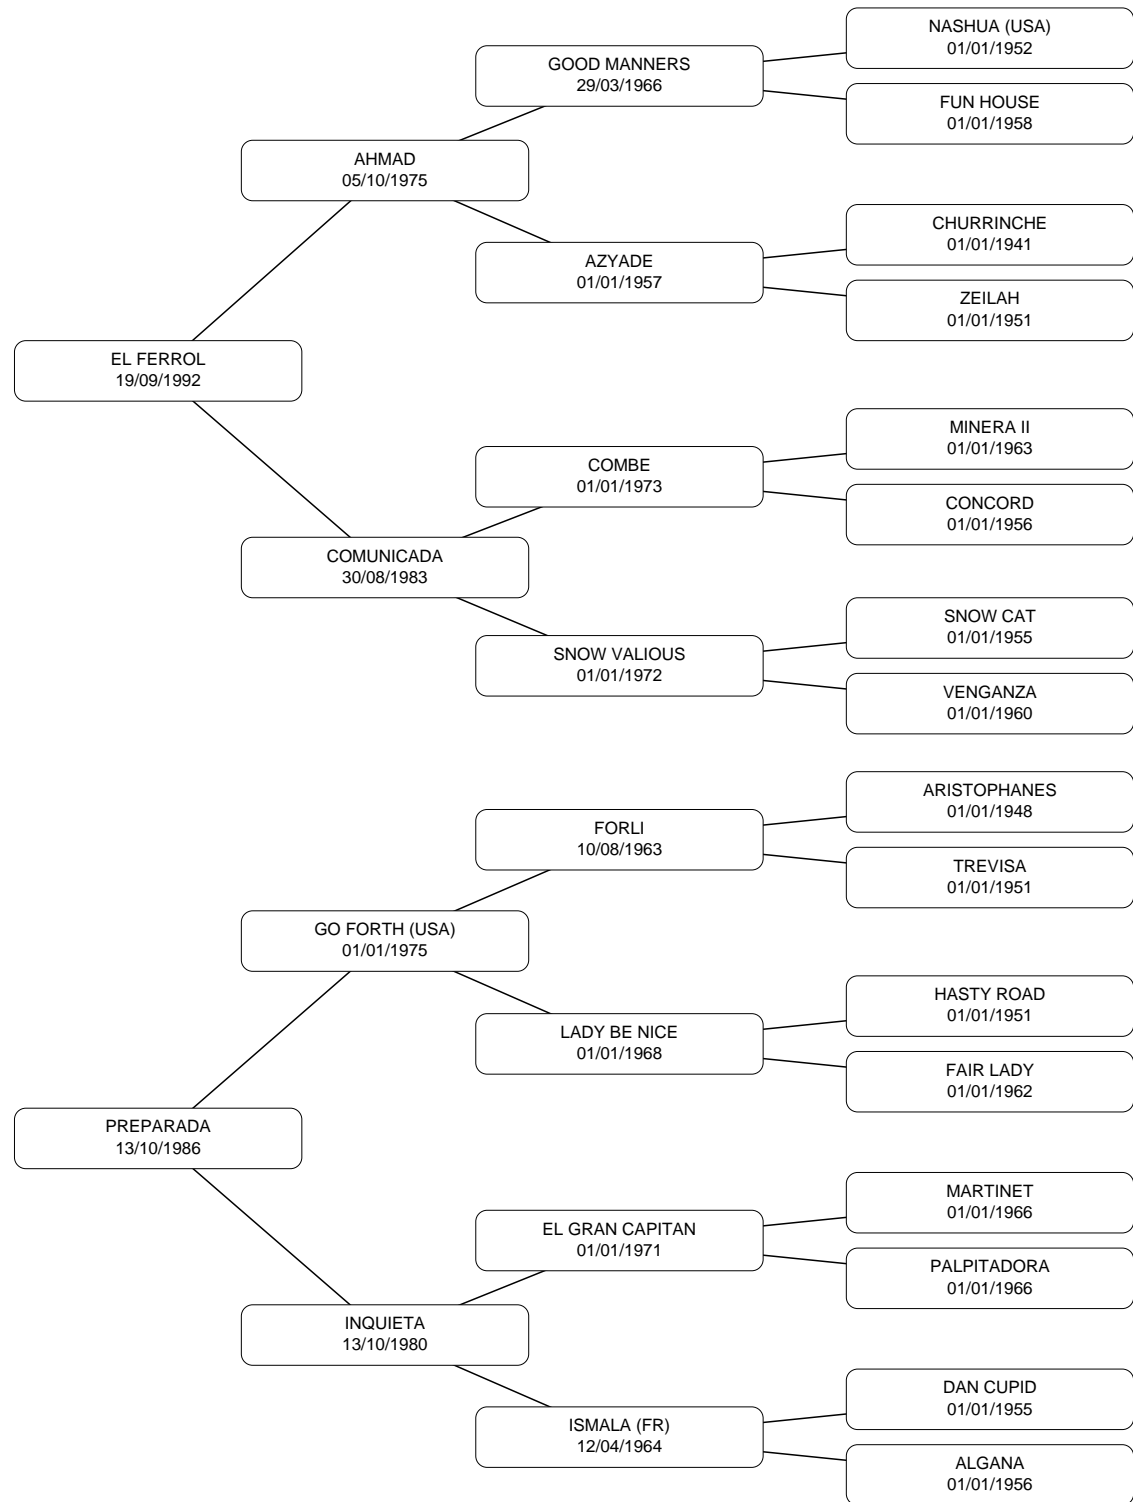 NASHUA (USA)
01/01/1952
GOOD MANNERS
29/03/1966
FUN HOUSE
01/01/1958
AHMAD
05/10/1975
CHURRINCHE
01/01/1941
AZYADE
01/01/1957
ZEILAH
01/01/1951
EL FERROL
19/09/1992
MINERA II
01/01/1963
COMBE
01/01/1973
CONCORD
01/01/1956
COMUNICADA
30/08/1983
SNOW CAT
01/01/1955
SNOW VALIOUS
01/01/1972
VENGANZA
01/01/1960
ARISTOPHANES
01/01/1948
FORLI
10/08/1963
TREVISA
01/01/1951
GO FORTH (USA)
01/01/1975
HASTY ROAD
01/01/1951
LADY BE NICE
01/01/1968
FAIR LADY
01/01/1962
PREPARADA
13/10/1986
MARTINET
01/01/1966
EL GRAN CAPITAN
01/01/1971
PALPITADORA
01/01/1966
INQUIETA
13/10/1980
DAN CUPID
01/01/1955
ISMALA (FR)
12/04/1964
ALGANA
01/01/1956